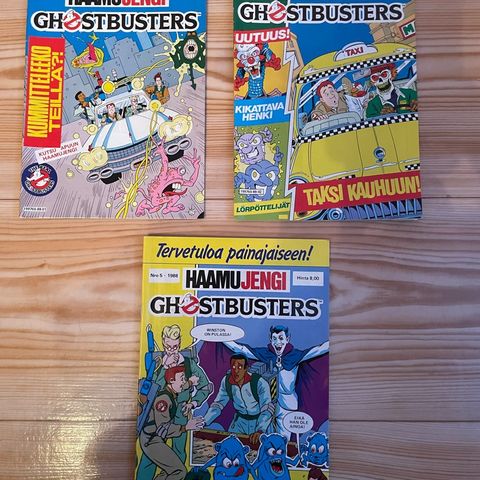 HAAMUJENGI
GHOSTBUSTERS
KUMMITTELEEKO
TEILLÄ?!
KUTSU APUUN
HAAMUJENGI
GHOSTBUSTERS
UUTUUS!
TAXI
KIKATTAVA
HENKI
LÖRPÖTTELIJÄT
TAKSI KAUHUUN!
Tervetuloa painajaiseen!
Nro 5 - 1988
HAAMUJENGI
Hinta 8,00
GHOSTBUSTERS
WINSTON
ON PULASSA!
EIKÄ
HÄN OLE
AINOA!